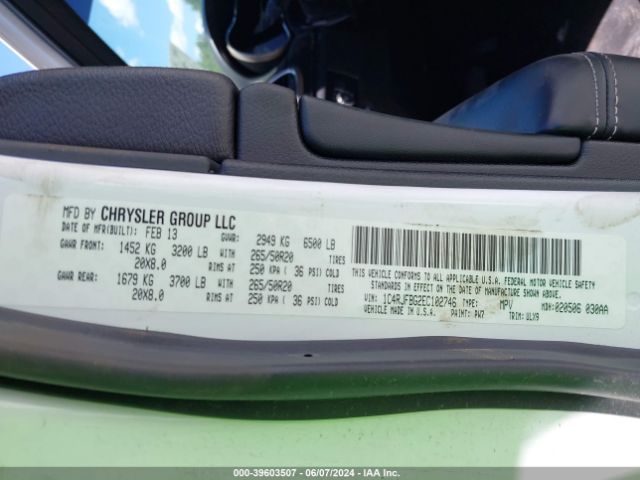 MFD BY CHRYSLER GROUP LLC
DATE OF MFR(BUILT): FEB 13 GVWR: 2949 KG 6500 LB
GAWR FRONT: 1452 KG 3200 LB WITH 265/50R20 TIRES
20X8.0 RIMS AT 250 KPA ( 36 PSI) COLD
GAWR REAR: 1679 KG 3700 LB WITH 265/50R20 TIRES
20X8.0 RIMS AT 250 KPA ( 36 PSI) COLD
THIS VEHICLE CONFORMS TO ALL APPLICABLE U.S.A. FEDERAL MOTOR VEHICLE SAFETY
STANDARDS IN EFFECT ON THE DATE OF MANUFACTURE SHOWN ABOVE.
VIN: 1C4RJFBG2EC102746 TYPE: MPV MDH: 020506 030AA
VEHICLE MADE IN U.S.A. PAINT: PW7 TRIM: ULX9
000-39603507 - 06/07/2024 - IAA Inc.